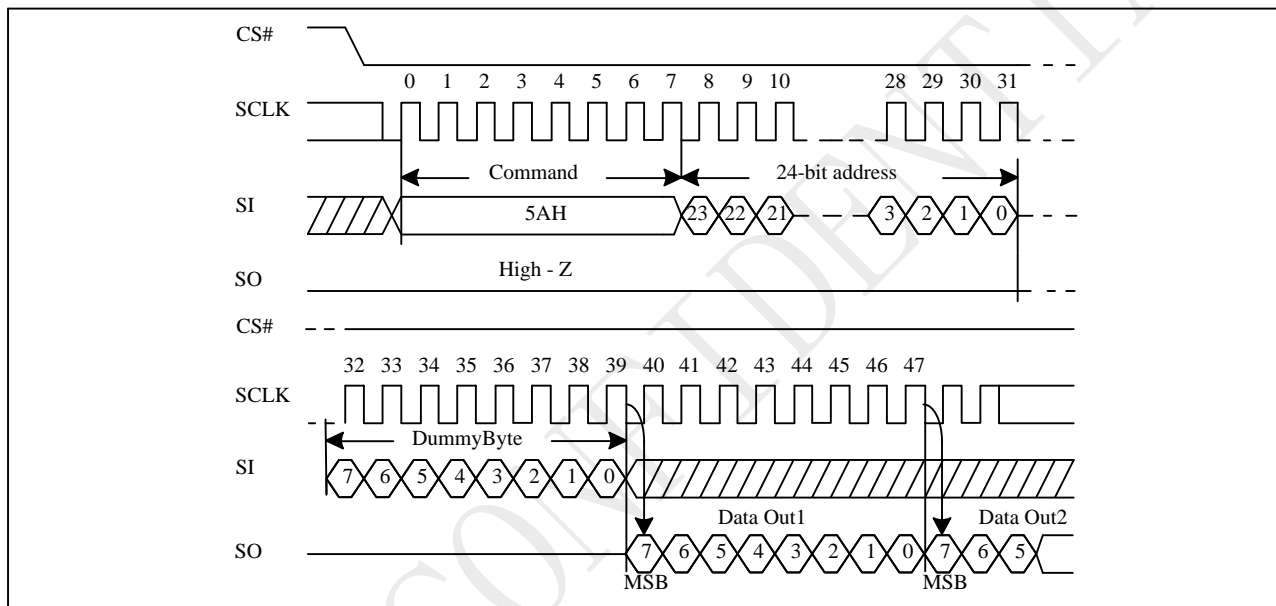 CS#
0 1 2 3 4 5 6 7 8 9 10 28 29 30 31
SCLK
Command 24-bit address
SI 5AH 23 22 21 3 2 1 0
High - Z
SO
CS#
32 33 34 35 36 37 38 39 40 41 42 43 44 45 46 47
SCLK
DummyByte
SI 7 6 5 4 3 2 1 0
Data Out1 Data Out2
SO 7 6 5 4 3 2 1 0 7 6 5
MSB MSB
CONFIDENTIAL